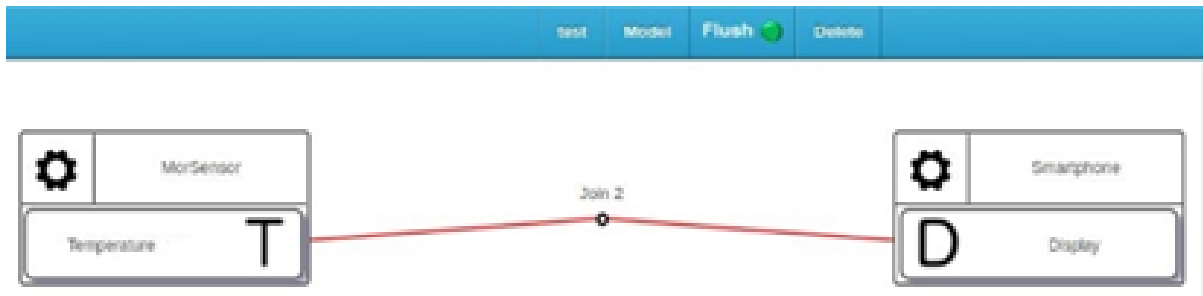 test Model Flush Delete
MorSensor
Smartphone
Join 2
Temperature T
D Display